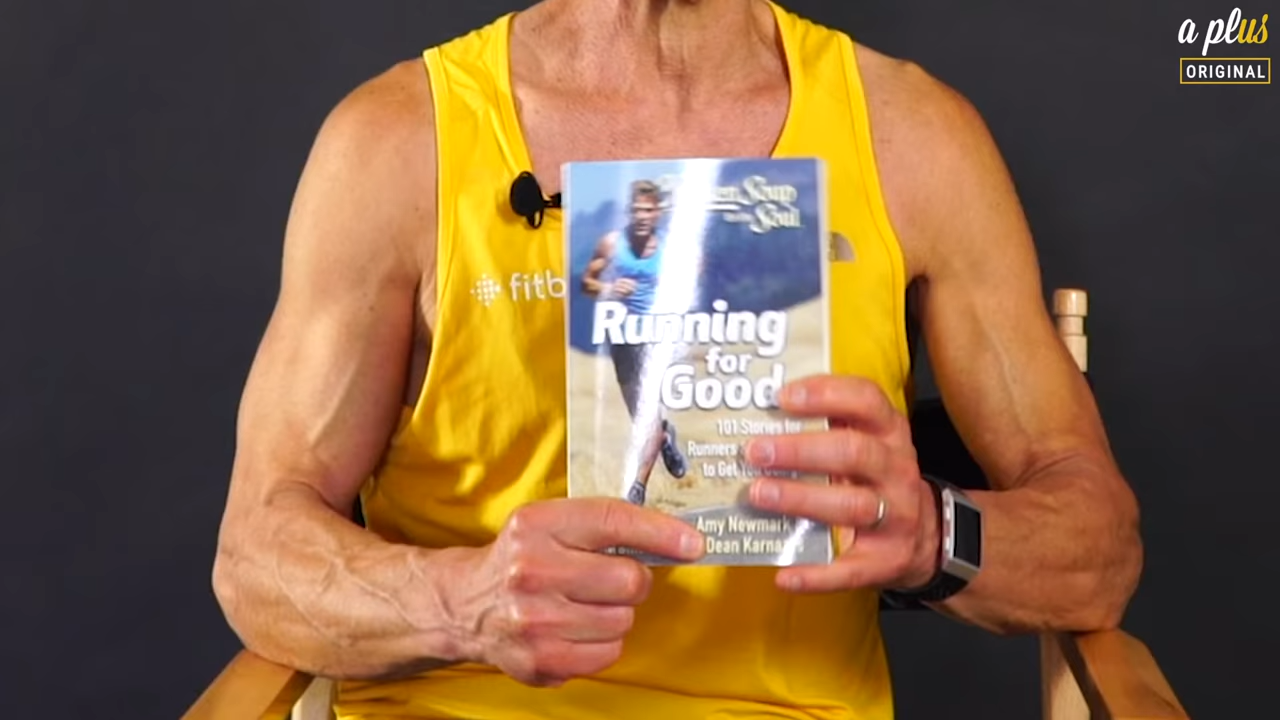 a plus
ORIGINAL
Soup
Soul
fitb
Running
for
Good
101 Stories for
Runners
to Get You
Amy Newmark
Dean Karna